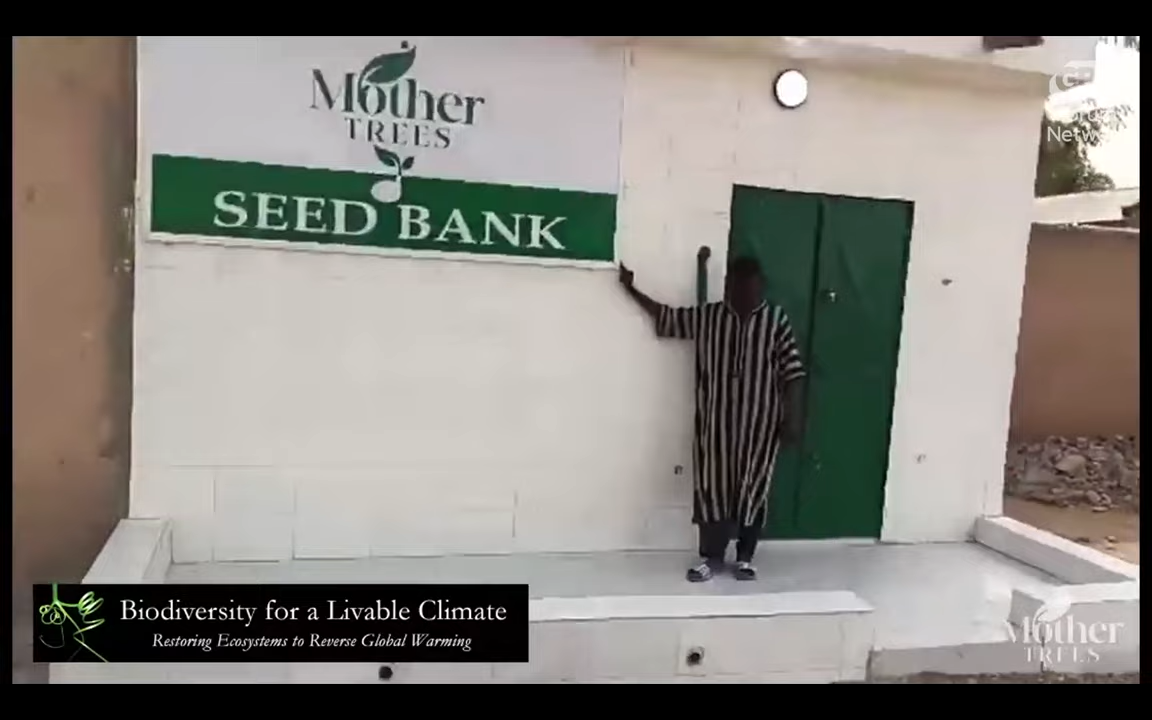 Mother
TREES
SEED BANK
Biodiversity for a Livable Climate
Restoring Ecosystems to Reverse Global Warming
Mother
TREES